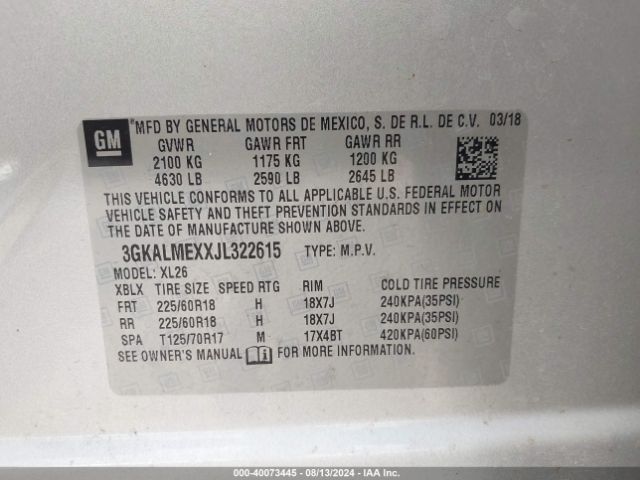 GM *MFD BY GENERAL MOTORS DE MEXICO, S. DE R.L. DE C.V. 03/18
GVWR GAWR FRT GAWR RR
2100 KG 1175 KG 1200 KG
4630 LB 2590 LB 2645 LB
THIS VEHICLE CONFORMS TO ALL APPLICABLE U.S. FEDERAL MOTOR
VEHICLE SAFETY AND THEFT PREVENTION STANDARDS IN EFFECT ON
THE DATE OF MANUFACTURE SHOWN ABOVE.
3GKALMEXXJL322615 TYPE: M.P.V.
MODEL: XL26
XBLX TIRE SIZE SPEED RTG RIM COLD TIRE PRESSURE
FRT 225/60R18 H 18X7J 240KPA(35PSI)
RR 225/60R18 H 18X7J 240KPA(35PSI)
SPA T125/70R17 M 17X4BT 420KPA(60PSI)
SEE OWNER'S MANUAL FOR MORE INFORMATION.
000-40073445 - 08/13/2024 - IAA Inc.